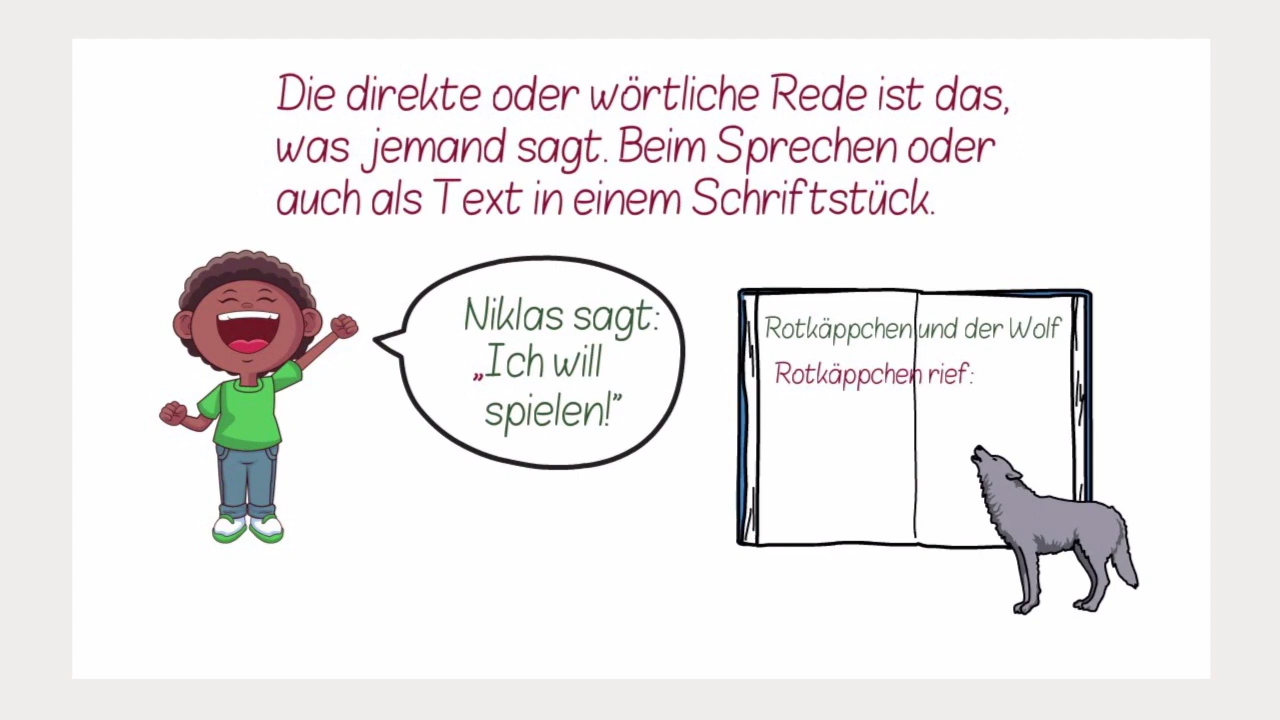 Die direkte oder wörtliche Rede ist das,
was jemand sagt. Beim Sprechen oder
auch als Text in einem Schriftstück.
Niklas sagt:
„Ich will
spielen!”
Rotkäppchen und der Wolf
Rotkäppchen rief: